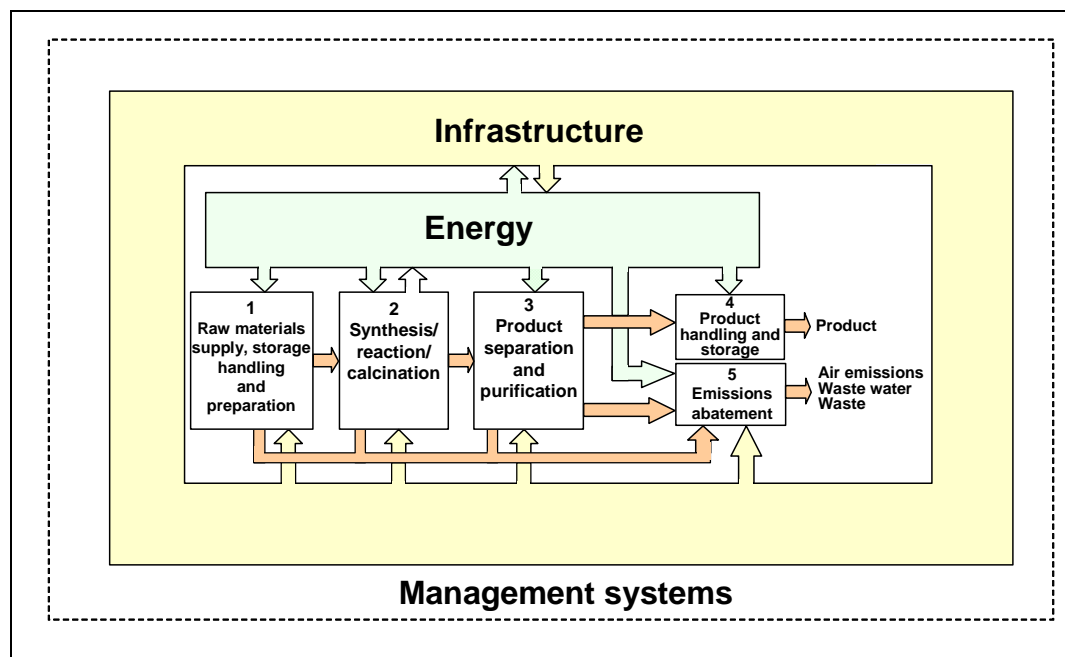 Infrastructure
Energy
1
Raw materials
supply, storage
handling
and
preparation
2
Synthesis/
reaction/
calcination
3
Product
separation
and
purification
4
Product
handling and
storage
Product
5
Emissions
abatement
Air emissions
Waste water
Waste
Management systems